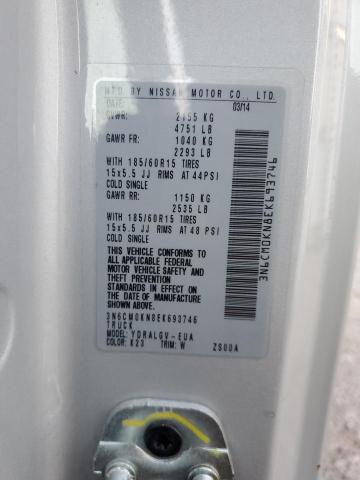 MFD BY NISSAN MOTOR CO., LTD.
DATE: 03/14
GVWR: 2155 KG
4751 LB
GAWR FR: 1040 KG
2293 LB
WITH 185/60R15 TIRES
15x5.5 JJ RIMS AT 44PSI
COLD SINGLE
GAWR RR: 1150 KG
2535 LB
WITH 185/60R15 TIRES
15x5.5 JJ RIMS AT 48 PSI
COLD SINGLE
THIS VEHICLE CONFORMS TO ALL
APPLICABLE FEDERAL
MOTOR VEHICLE SAFETY
STANDARDS IN EFFECT ON
THE DATE OF MANUFACTURE
SHOWN ABOVE.
3N6CM0KN8EK693746
TRUCK
MODEL: YDRALGV-EUA
COLOR: K23 TRIM: W ZS00A
3N6CM0KN8EK693746